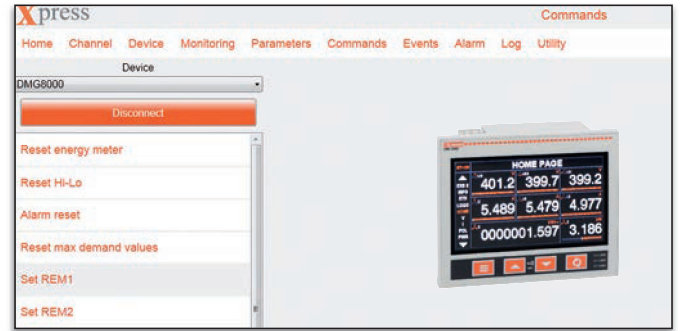 Xpress
Commands
Home Channel Device Monitoring Parameters Commands Events Alarm Log Utility
Device
DMG8000
Disconnect
Reset energy meter
Reset Hi-Lo
Alarm reset
Reset max demand values
Set REM1
Set REM2
HOME PAGE
401.2 399.7 399.2
5.489 5.479 4.977
0000001.597 3.186